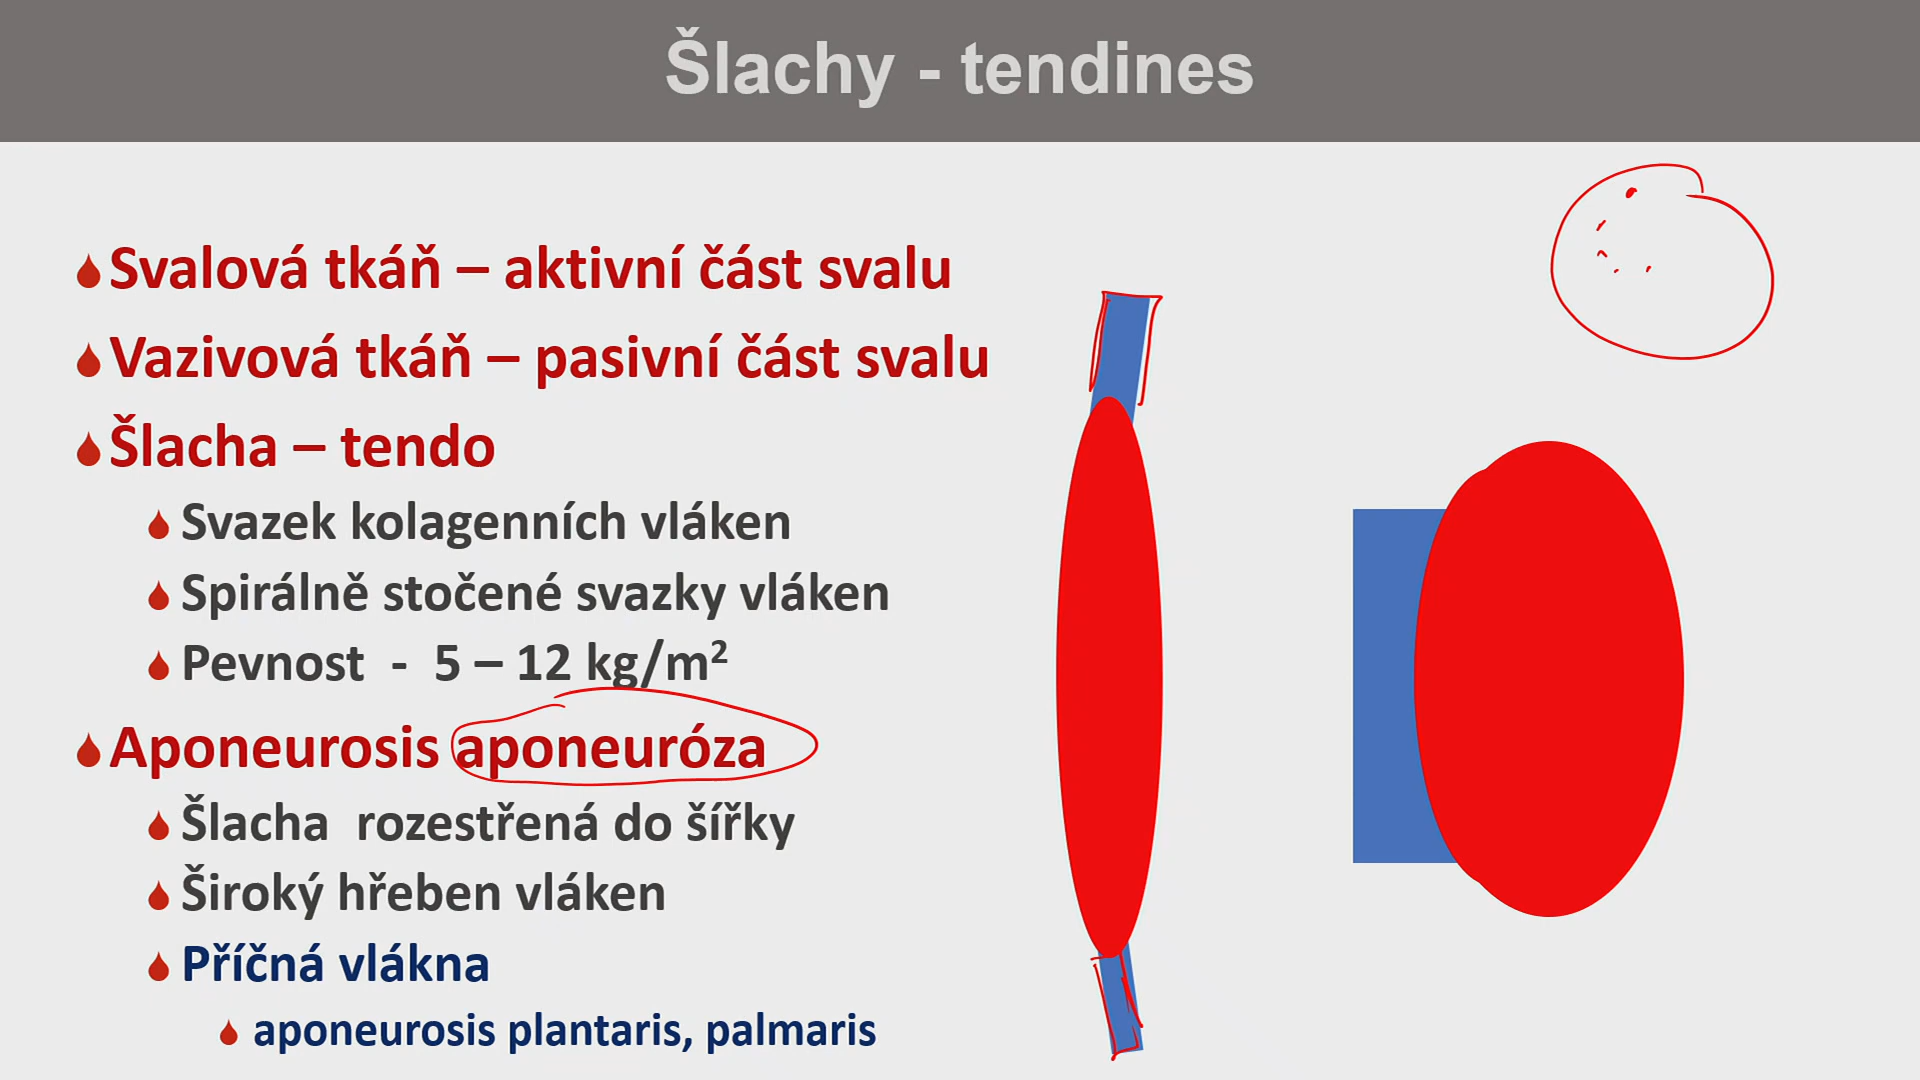 Šlachy - tendines
Svalová tkáň – aktivní část svalu
Vazivová tkáň – pasivní část svalu
Šlacha – tendo
Svazek kolagenních vláken
Spirálně stočené svazky vláken
Pevnost - 5 – 12 kg/m²
Aponeurosis aponeuróza
Šlacha rozestřená do šířky
Široký hřeben vláken
Příčná vlákna
aponeurosis plantaris, palmaris